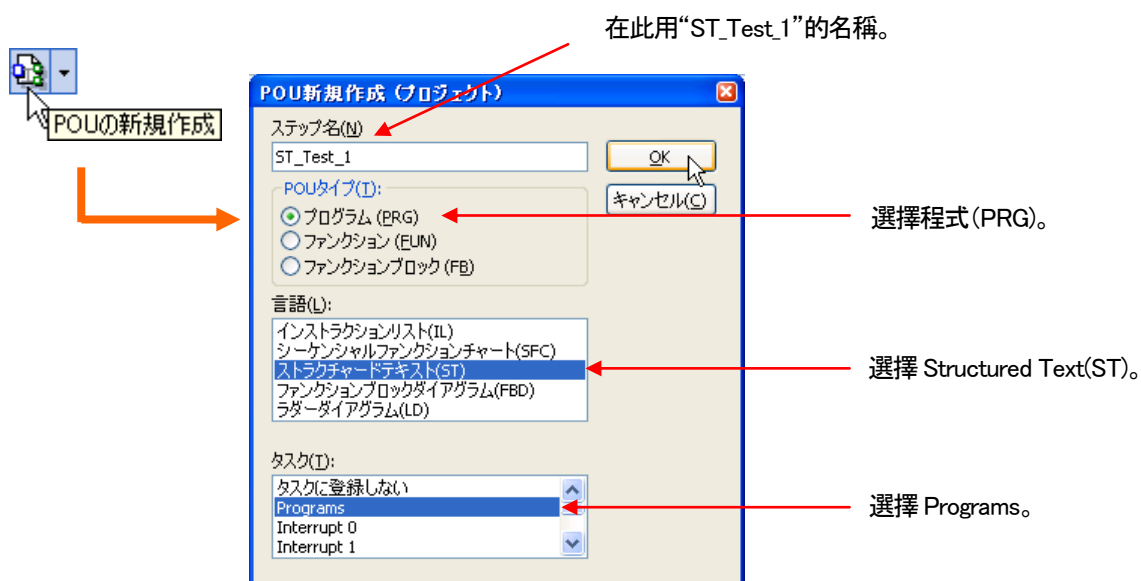 在此用“ST_Test_1”的名稱。
POUの新規作成
POU新規作成 (プロジェクト)
ステップ名(N)
ST_Test_1
OK
キャンセル(C)
POUタイプ(T):
プログラム (PRG)
選擇程式(PRG)。
ファンクション (FUN)
ファンクションブロック (FB)
言語(L):
インストラクションリスト(IL)
シーケンシャルファンクションチャート(SFC)
ストラクチャードテキスト(ST)
選擇 Structured Text(ST)。
ファンクションブロックダイアグラム(FBD)
ラダーダイアグラム(LD)
タスク(T):
タスクに登録しない
Programs
選擇 Programs。
Interrupt 0
Interrupt 1